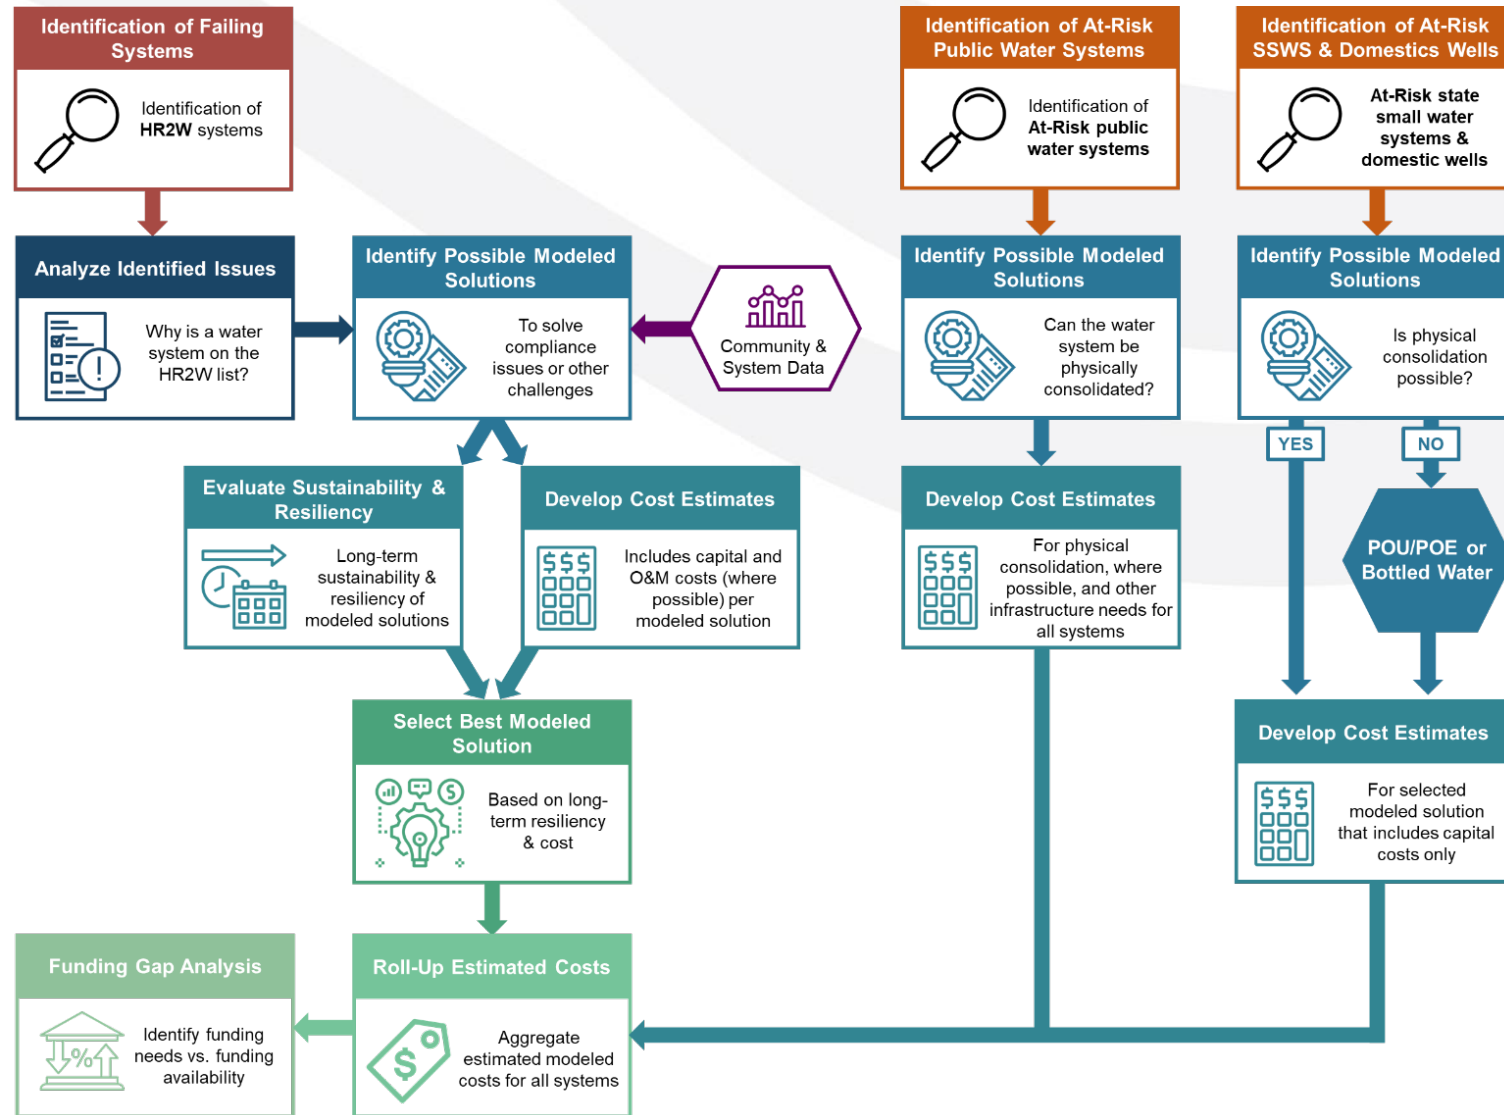 Identification of Failing
Systems
Identification of
HR2W systems
Identification of At-Risk
Public Water Systems
Identification of
At-Risk public
water systems
Identification of At-Risk
SSWS & Domestics Wells
At-Risk state
small water
systems &
domestic wells
Analyze Identified Issues
Why is a water
system on the
HR2W list?
Identify Possible Modeled
Solutions
To solve
compliance
issues or other
challenges
Community &
System Data
Identify Possible Modeled
Solutions
Can the water
system be
physically
consolidated?
Identify Possible Modeled
Solutions
Is physical
consolidation
possible?
YES
NO
Evaluate Sustainability &
Resiliency
Long-term
sustainability &
resiliency of
modeled solutions
Develop Cost Estimates
$$$
Includes capital and
O&M costs (where
possible) per
modeled solution
Develop Cost Estimates
$$$
For physical
consolidation, where
possible, and other
infrastructure needs for
all systems
POU/POE or
Bottled Water
Select Best Modeled
Solution
$
Based on long-
term resiliency
& cost
Develop Cost Estimates
$$$
For selected
modeled solution
that includes capital
costs only
Funding Gap Analysis
%
Identify funding
needs vs. funding
availability
Roll-Up Estimated Costs
$
Aggregate
estimated modeled
costs for all systems